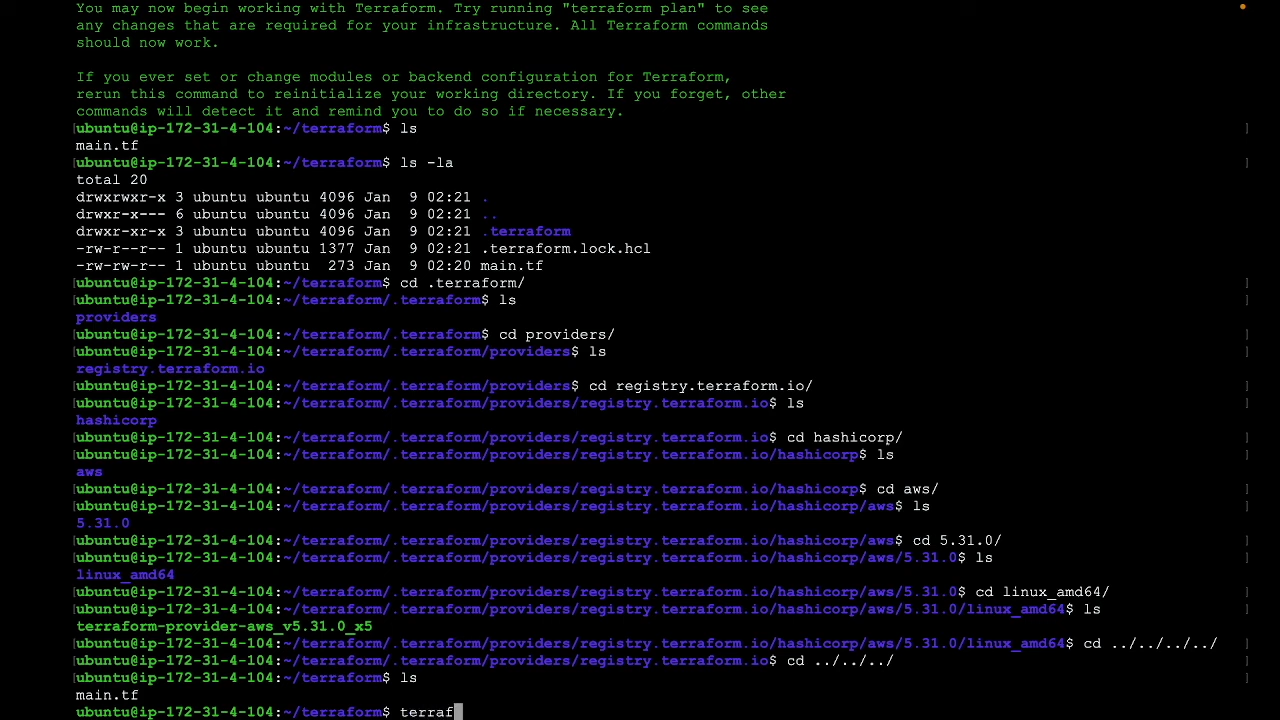 You may now begin working with Terraform. Try running "terraform plan" to see
any changes that are required for your infrastructure. All Terraform commands
should now work.
If you ever set or change modules or backend configuration for Terraform,
rerun this command to reinitialize your working directory. If you forget, other
commands will detect it and remind you to do so if necessary.
ubuntu@ip-172-31-4-104:~/terraform$ ls
main.tf
ubuntu@ip-172-31-4-104:~/terraform$ ls -la
total 20
drwxrwxr-x 3 ubuntu ubuntu 4096 Jan  9 02:21 .
drwxr-x--- 6 ubuntu ubuntu 4096 Jan  9 02:21 ..
drwxr-xr-x 3 ubuntu ubuntu 4096 Jan  9 02:21 .terraform
-rw-r--r-- 1 ubuntu ubuntu 1377 Jan  9 02:21 .terraform.lock.hcl
-rw-rw-r-- 1 ubuntu ubuntu  273 Jan  9 02:20 main.tf
ubuntu@ip-172-31-4-104:~/terraform$ cd .terraform/
ubuntu@ip-172-31-4-104:~/terraform/.terraform$ ls
providers
ubuntu@ip-172-31-4-104:~/terraform/.terraform$ cd providers/
ubuntu@ip-172-31-4-104:~/terraform/.terraform/providers$ ls
registry.terraform.io
ubuntu@ip-172-31-4-104:~/terraform/.terraform/providers$ cd registry.terraform.io/
ubuntu@ip-172-31-4-104:~/terraform/.terraform/providers/registry.terraform.io$ ls
hashicorp
ubuntu@ip-172-31-4-104:~/terraform/.terraform/providers/registry.terraform.io$ cd hashicorp/
ubuntu@ip-172-31-4-104:~/terraform/.terraform/providers/registry.terraform.io/hashicorp$ ls
aws
ubuntu@ip-172-31-4-104:~/terraform/.terraform/providers/registry.terraform.io/hashicorp$ cd aws/
ubuntu@ip-172-31-4-104:~/terraform/.terraform/providers/registry.terraform.io/hashicorp/aws$ ls
5.31.0
ubuntu@ip-172-31-4-104:~/terraform/.terraform/providers/registry.terraform.io/hashicorp/aws$ cd 5.31.0/
ubuntu@ip-172-31-4-104:~/terraform/.terraform/providers/registry.terraform.io/hashicorp/aws/5.31.0$ ls
linux_amd64
ubuntu@ip-172-31-4-104:~/terraform/.terraform/providers/registry.terraform.io/hashicorp/aws/5.31.0$ cd linux_amd64/
ubuntu@ip-172-31-4-104:~/terraform/.terraform/providers/registry.terraform.io/hashicorp/aws/5.31.0/linux_amd64$ ls
terraform-provider-aws_v5.31.0_x5
ubuntu@ip-172-31-4-104:~/terraform/.terraform/providers/registry.terraform.io/hashicorp/aws/5.31.0/linux_amd64$ cd ../../../../
ubuntu@ip-172-31-4-104:~/terraform/.terraform/providers/registry.terraform.io$ cd ../../../
ubuntu@ip-172-31-4-104:~/terraform$ ls
main.tf
ubuntu@ip-172-31-4-104:~/terraform$ terraf